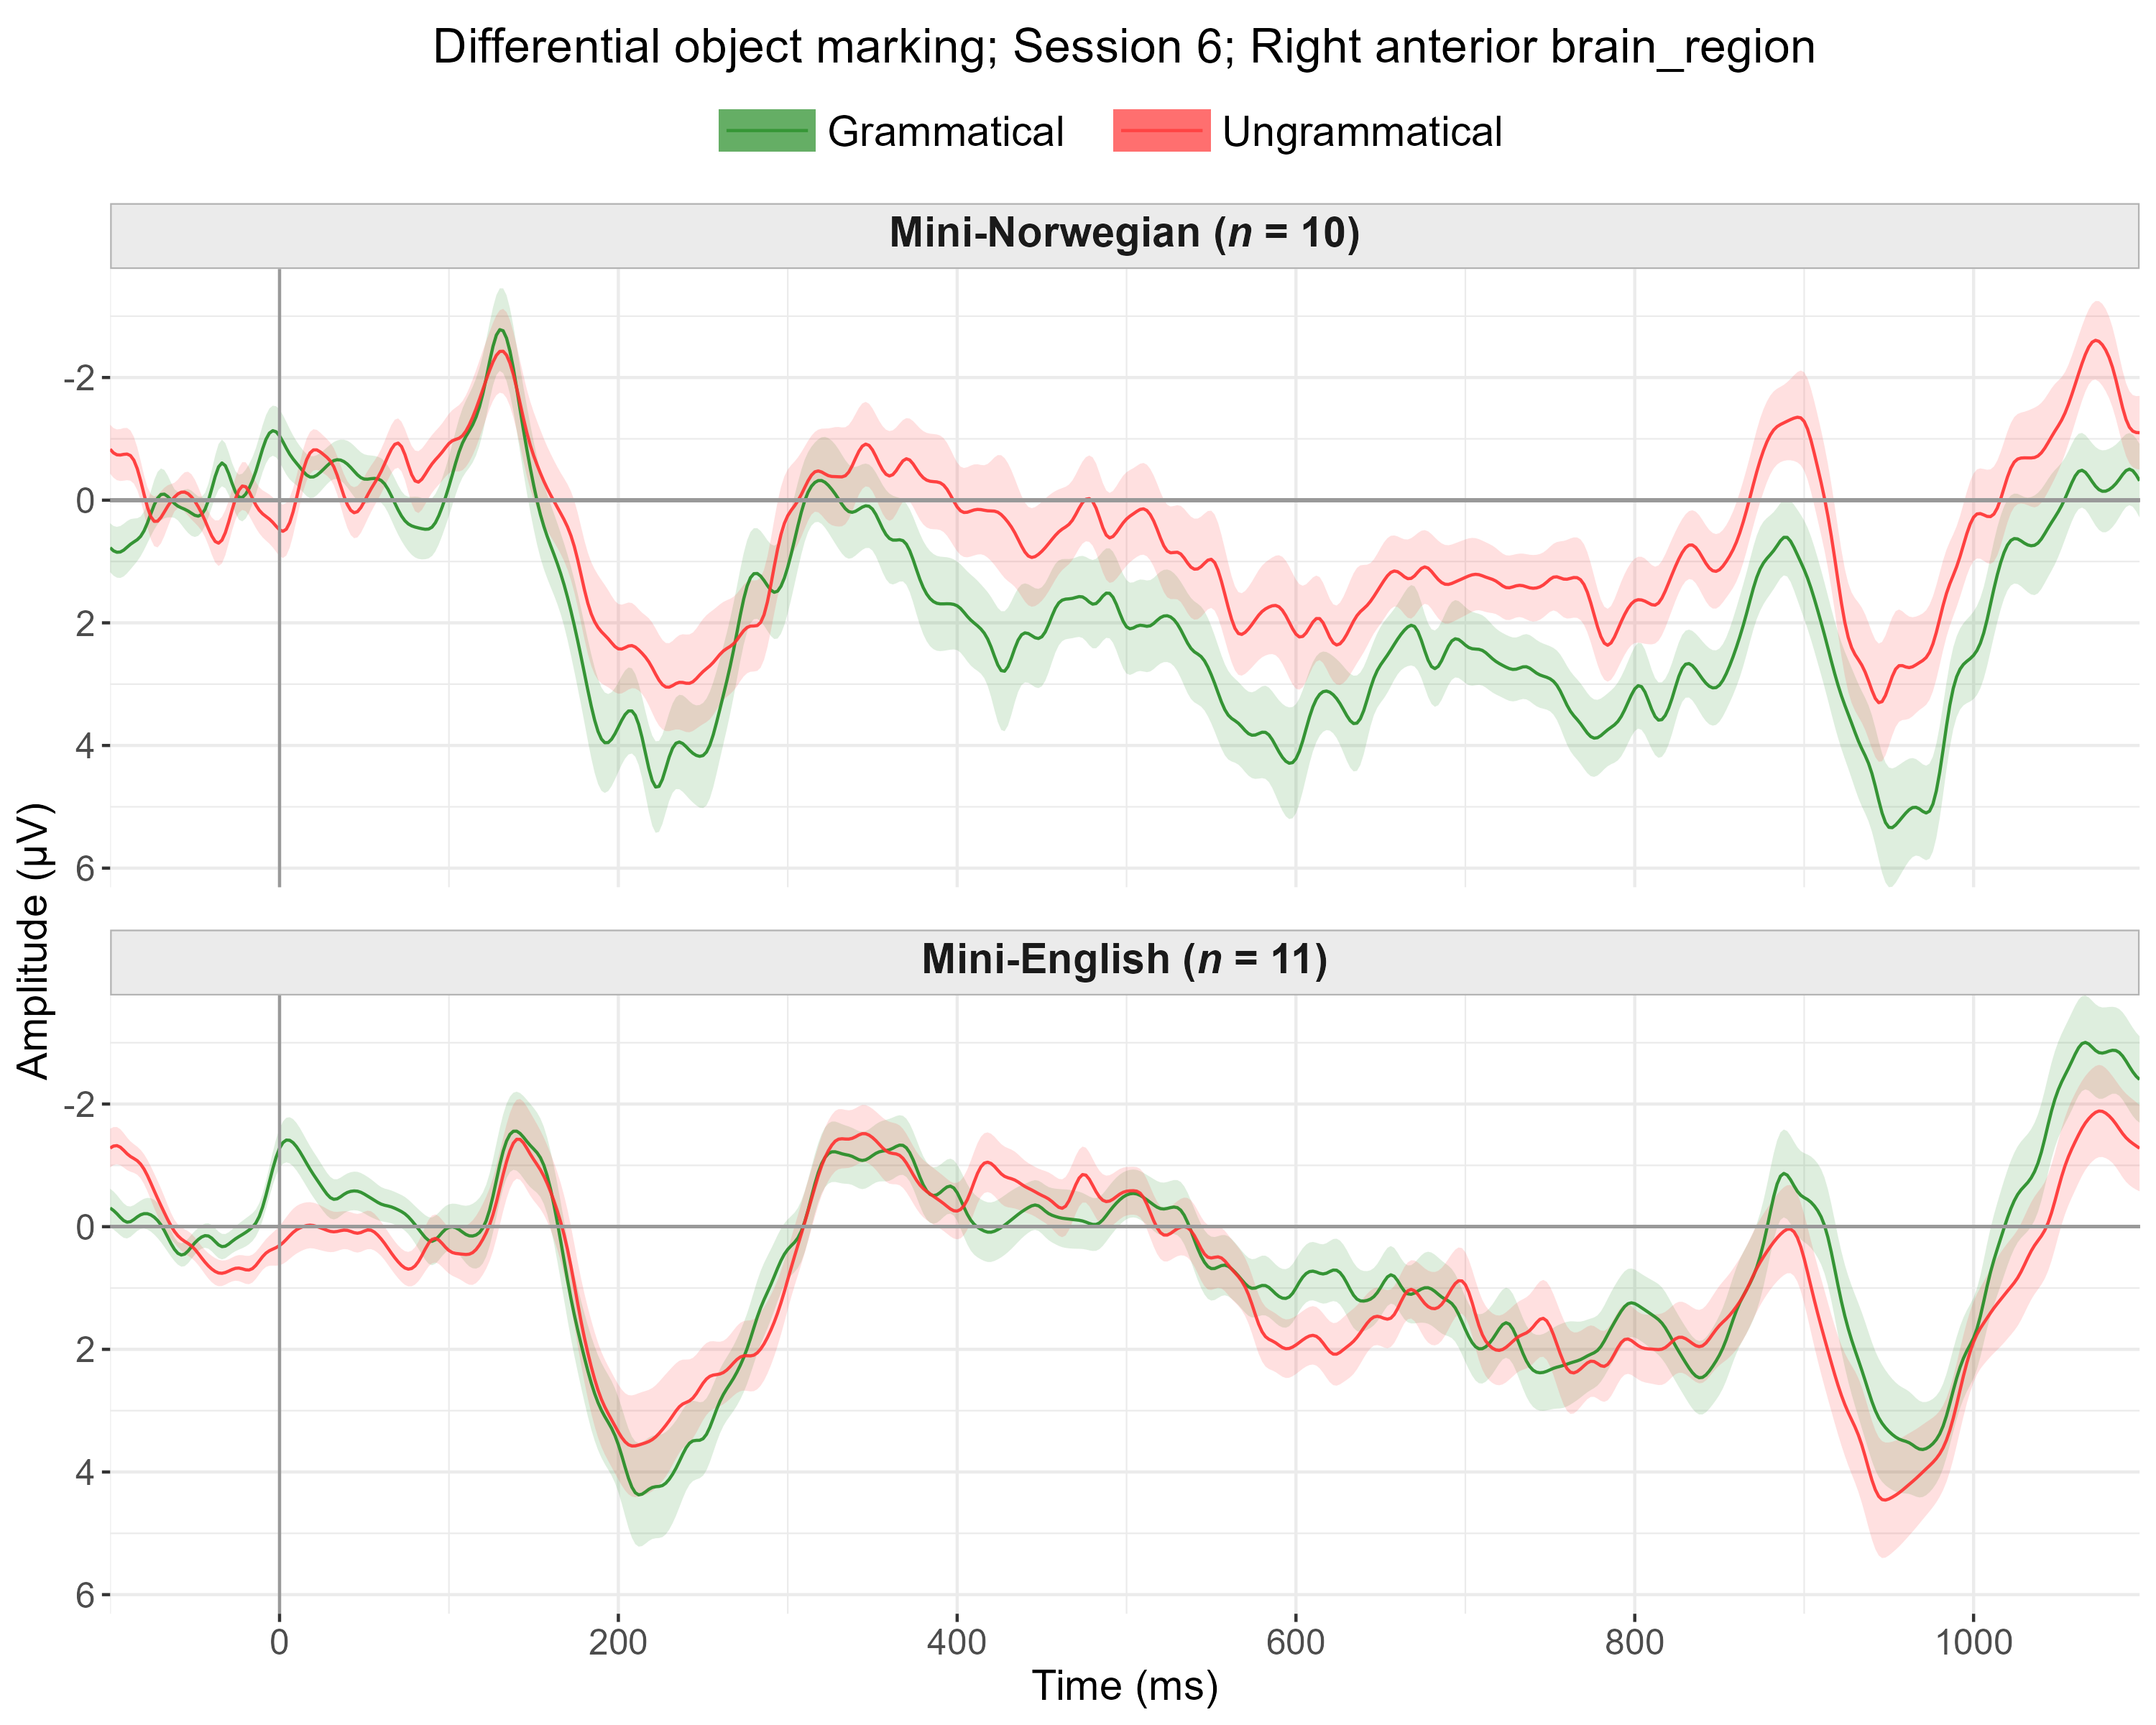 Differential object marking; Session 6; Right anterior brain_region
Grammatical Ungrammatical
Mini-Norwegian (n = 10)
-2
0
2
4
6
Mini-English (n = 11)
-2
0
2
4
6
Amplitude (µV)
0 200 400 600 800 1000
Time (ms)